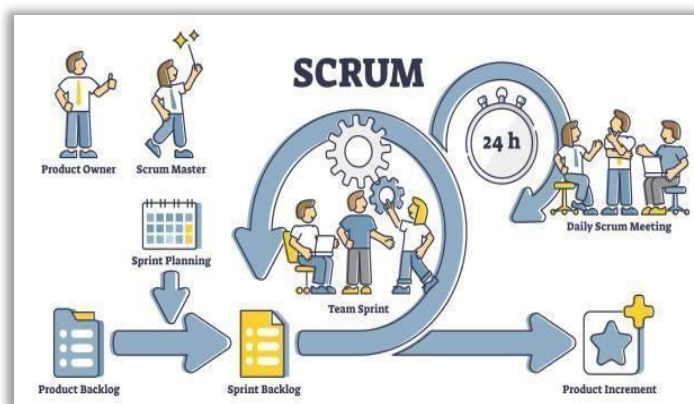 SCRUM
24 h
Product Owner
Scrum Master
Daily Scrum Meeting
Sprint Planning
Team Sprint
Product Backlog
Sprint Backlog
Product Increment